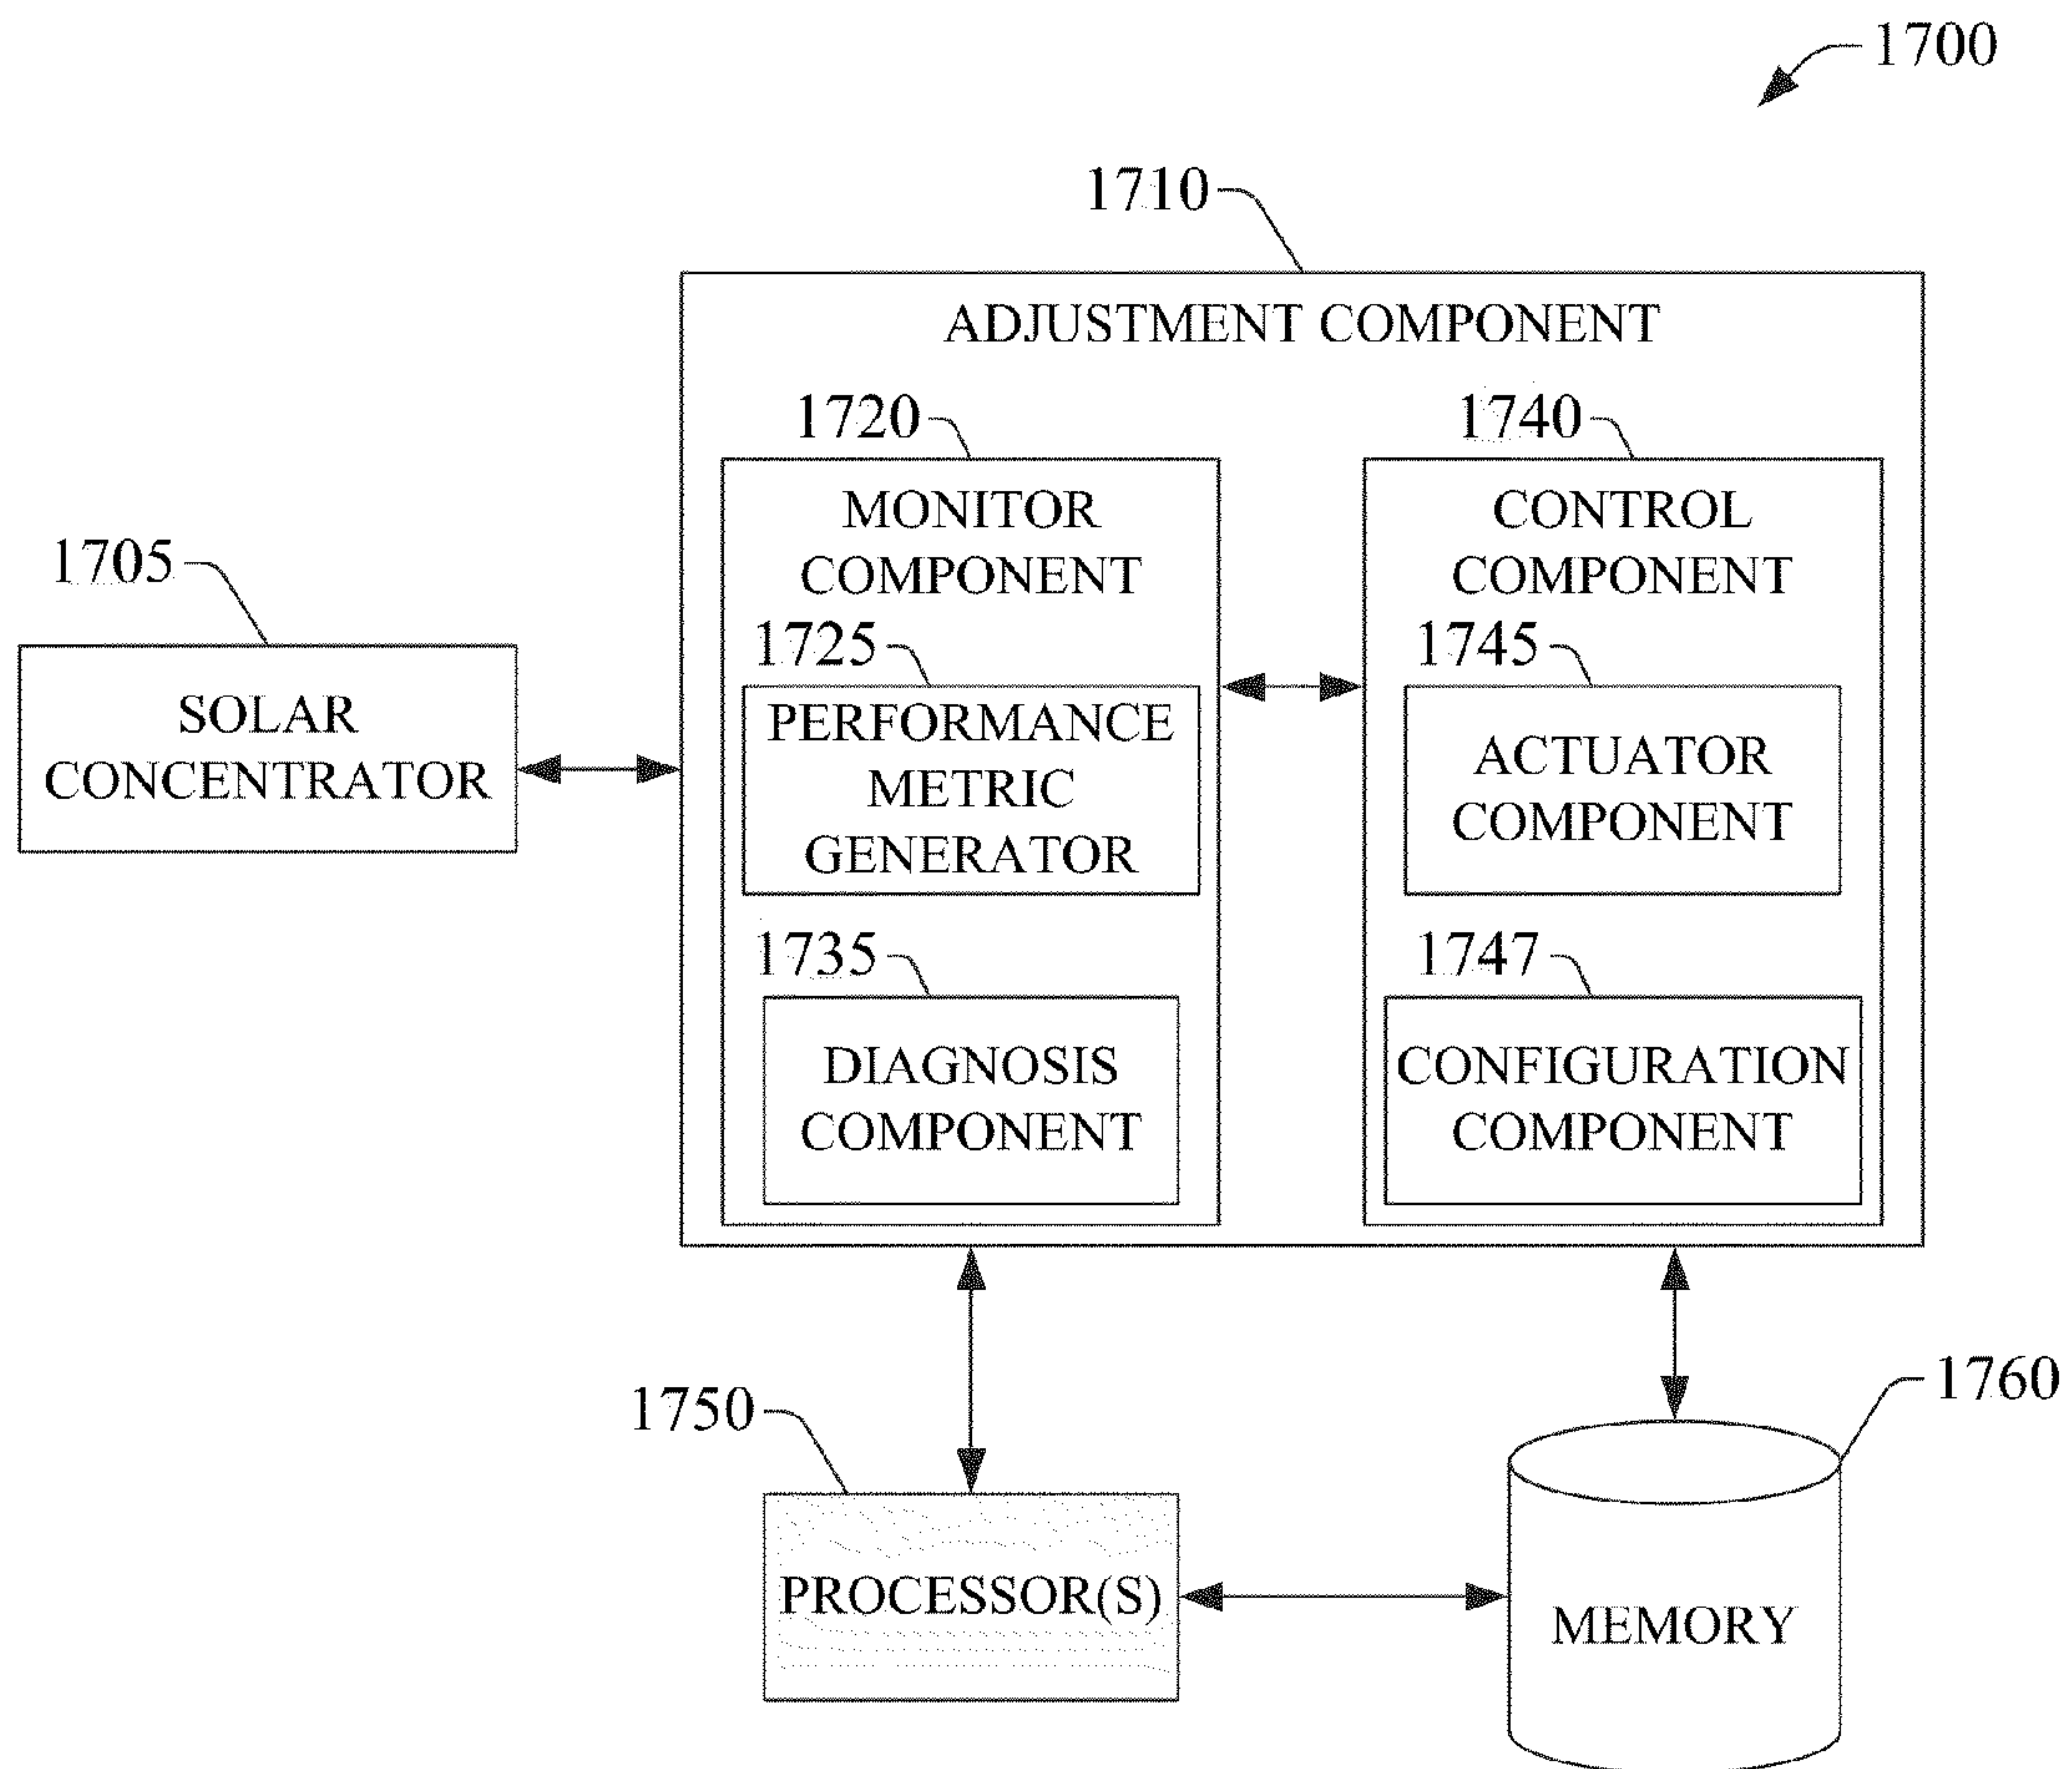 1700
1710
ADJUSTMENT COMPONENT
1720
1740
MONITOR
COMPONENT
CONTROL
COMPONENT
1705
SOLAR
CONCENTRATOR
1725
PERFORMANCE
METRIC
GENERATOR
1745
ACTUATOR
COMPONENT
1735
DIAGNOSIS
COMPONENT
1747
CONFIGURATION
COMPONENT
1750
PROCESSOR(S)
1760
MEMORY